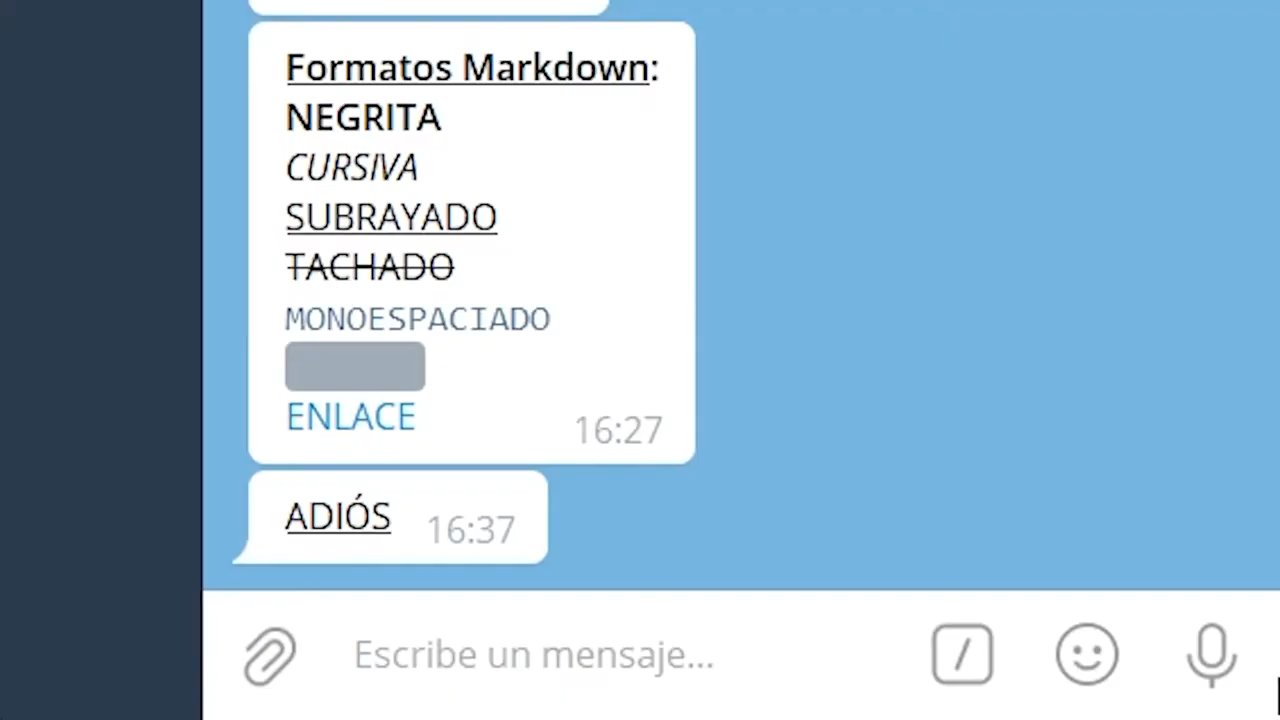 Formatos Markdown:
NEGRITA
CURSIVA
SUBRAYADO
TACHADO
MONOESPACIADO
ENLACE
16:27
ADIÓS
16:37
Escribe un mensaje...